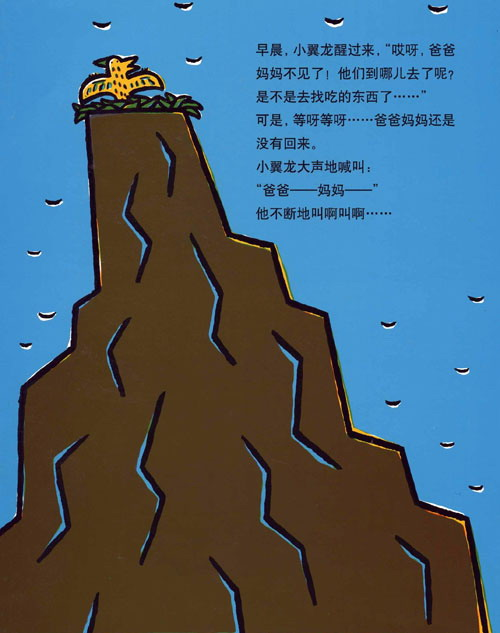 早晨，小翼龙醒过来，“哎呀，爸爸
妈妈不见了！他们到哪儿去了呢？
是不是去找吃的东西了……”
可是，等呀等呀……爸爸妈妈还是
没有回来。
小翼龙大声地喊叫：
“爸爸——妈妈——”
他不断地叫啊叫啊……